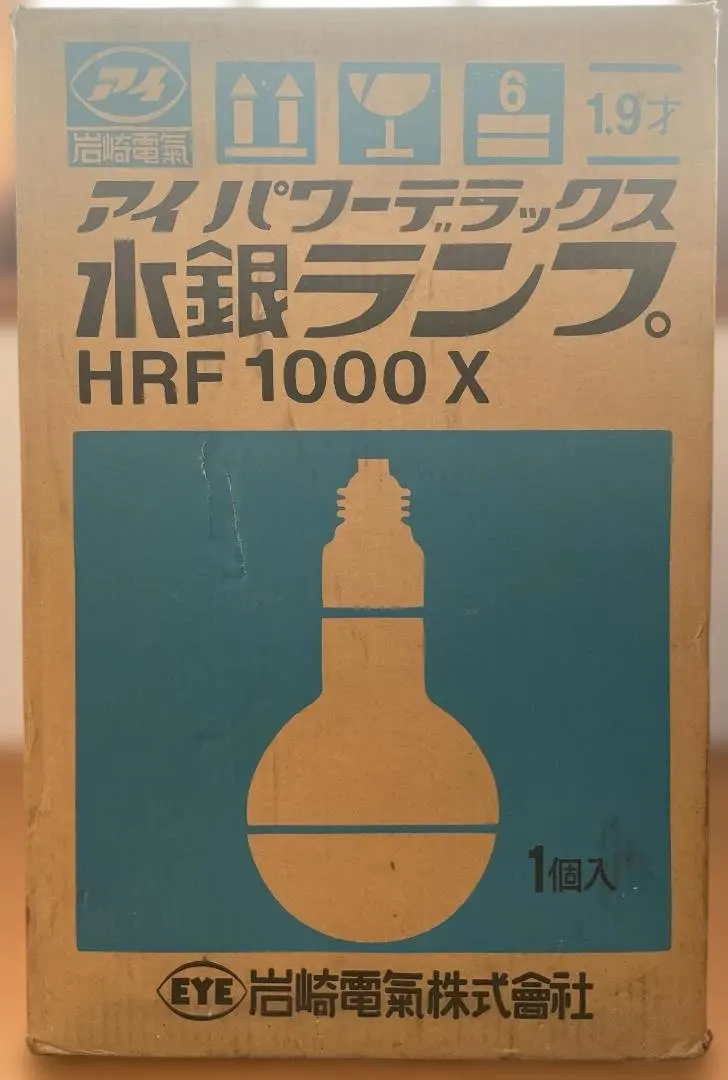 アイ
岩崎電氣
6
1.9才
アイ パワーデラックス
水銀ランプ。
HRF 1000 X
1個入
EYE 岩崎電氣株式會社